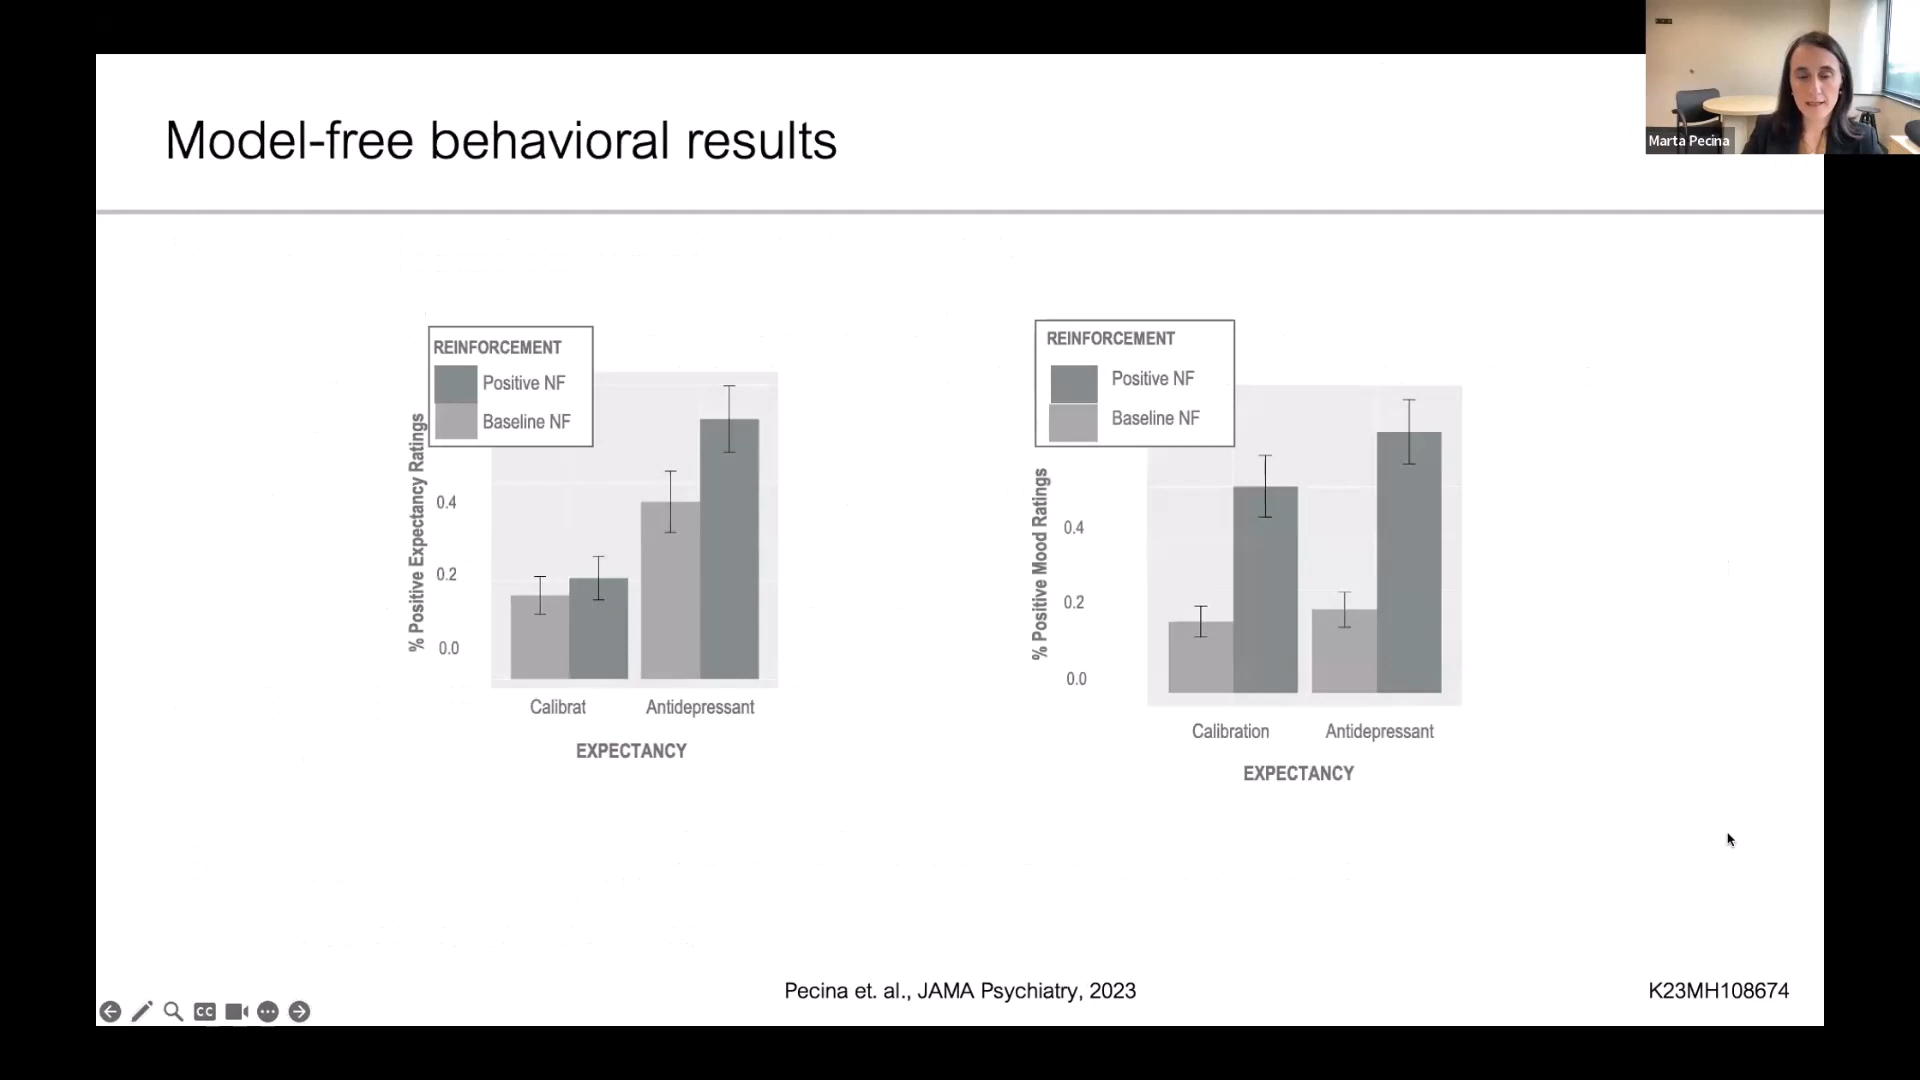 Marta Pecina
Model-free behavioral results
REINFORCEMENT
Positive NF
Baseline NF
% Positive Expectancy Ratings
0.4
0.2
0.0
Calibrat
Antidepressant
EXPECTANCY
REINFORCEMENT
Positive NF
Baseline NF
% Positive Mood Ratings
0.4
0.2
0.0
Calibration
Antidepressant
EXPECTANCY
Pecina et. al., JAMA Psychiatry, 2023
K23MH108674
CC